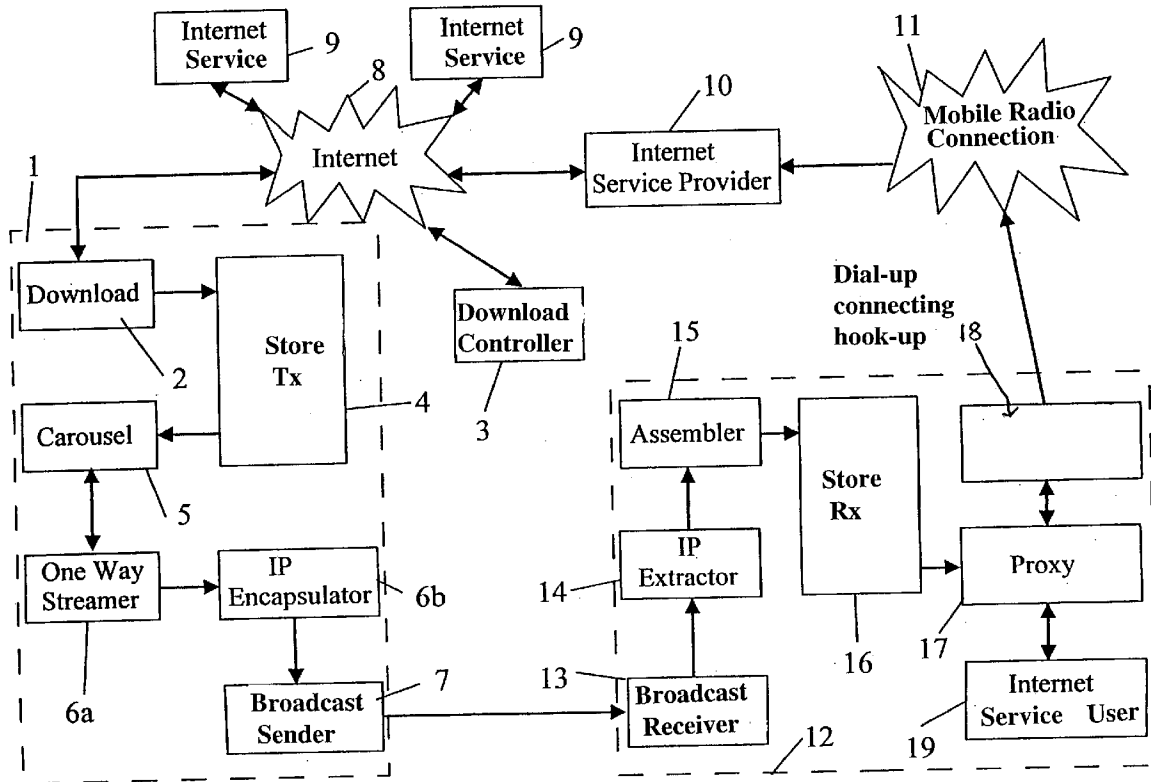 Internet
Service
9
Internet
Service
9
8
11
10
Mobile Radio
Connection
Internet
Internet
Service Provider
1
Download
Store
Tx
Dial-up
connecting
hook-up
Download
Controller
15
18
2
4
3
Carousel
Assembler
Store
Rx
5
One Way
Streamer
IP
Encapsulator
6b
IP
Extractor
14
Proxy
16
17
6a
7
13
Broadcast
Sender
Broadcast
Receiver
Internet
Service User
12
19